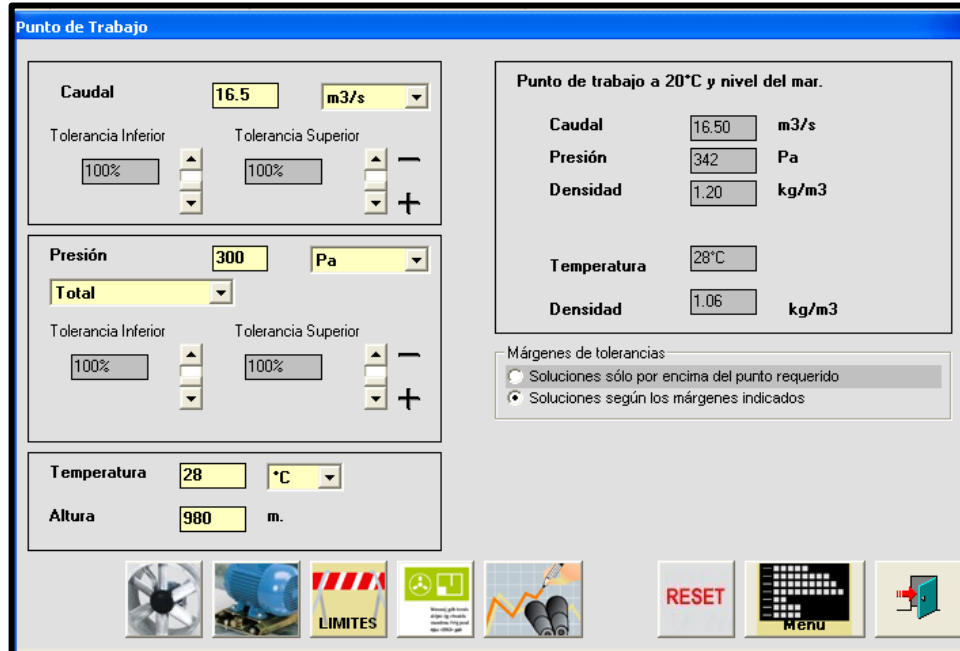 Punto de Trabajo
Caudal 16.5 m3/s
Tolerancia Inferior Tolerancia Superior
100% 100%
Presión 300 Pa
Total
Tolerancia Inferior Tolerancia Superior
100% 100%
Temperatura 28 °C
Altura 980 m.
Punto de trabajo a 20°C y nivel del mar.
Caudal 16.50 m3/s
Presión 342 Pa
Densidad 1.20 kg/m3
Temperatura 28°C
Densidad 1.06 kg/m3
Márgenes de tolerancias
Soluciones sólo por encima del punto requerido
Soluciones según los márgenes indicados
LIMITES
RESET
Menu